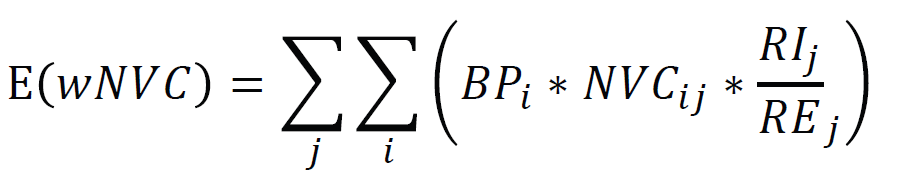 E(wNVC) = ∑_j ∑_i (BP_i * NVC_ij * RI_j / RE_j)